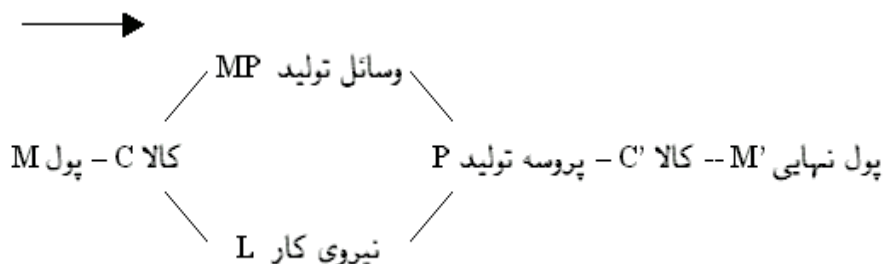 MP وسائل تولید
M پول – C کالا P پروسه تولید – C’ کالا -- M’ پول نهایی
L نیروی کار